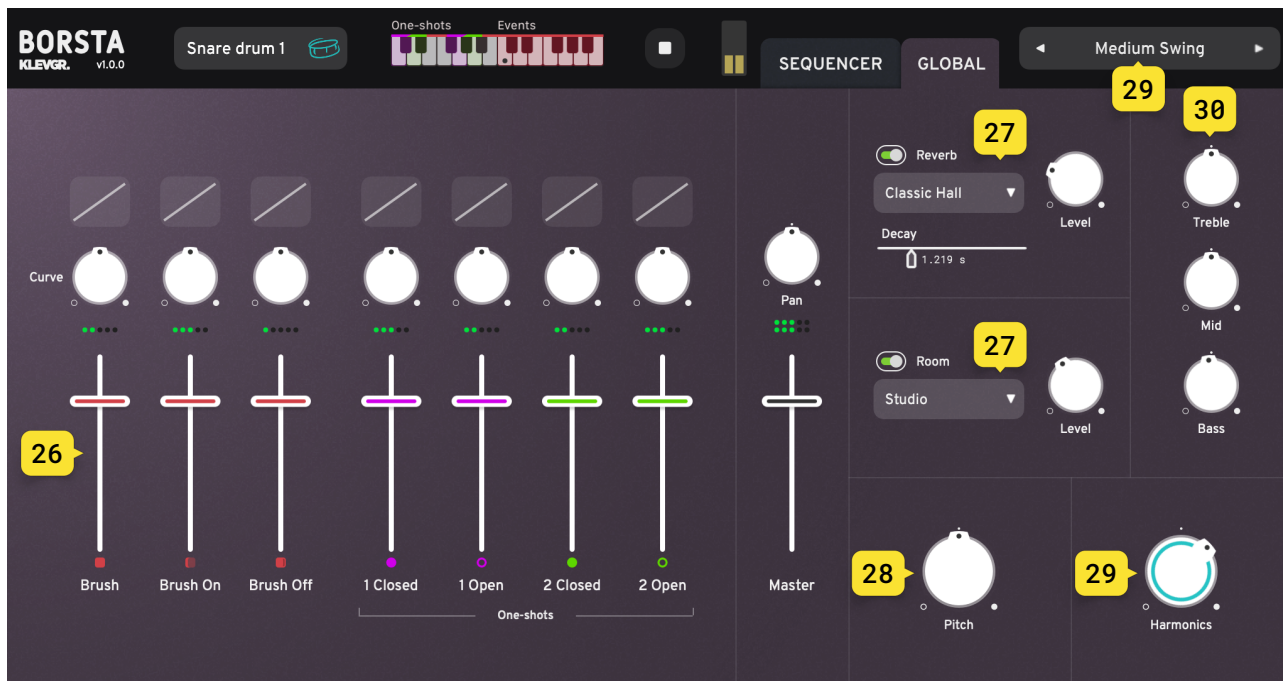 BORSTA
KLEVGR. v1.0.0
Snare drum 1
One-shots Events
SEQUENCER
GLOBAL
Medium Swing
29
30
27
Reverb
Classic Hall
Level
Treble
Decay
1.219 s
Curve
Pan
Mid
27
Room
Studio
Level
Bass
26
28
29
Brush
Brush On
Brush Off
1 Closed
1 Open
2 Closed
2 Open
Master
One-shots
Pitch
Harmonics